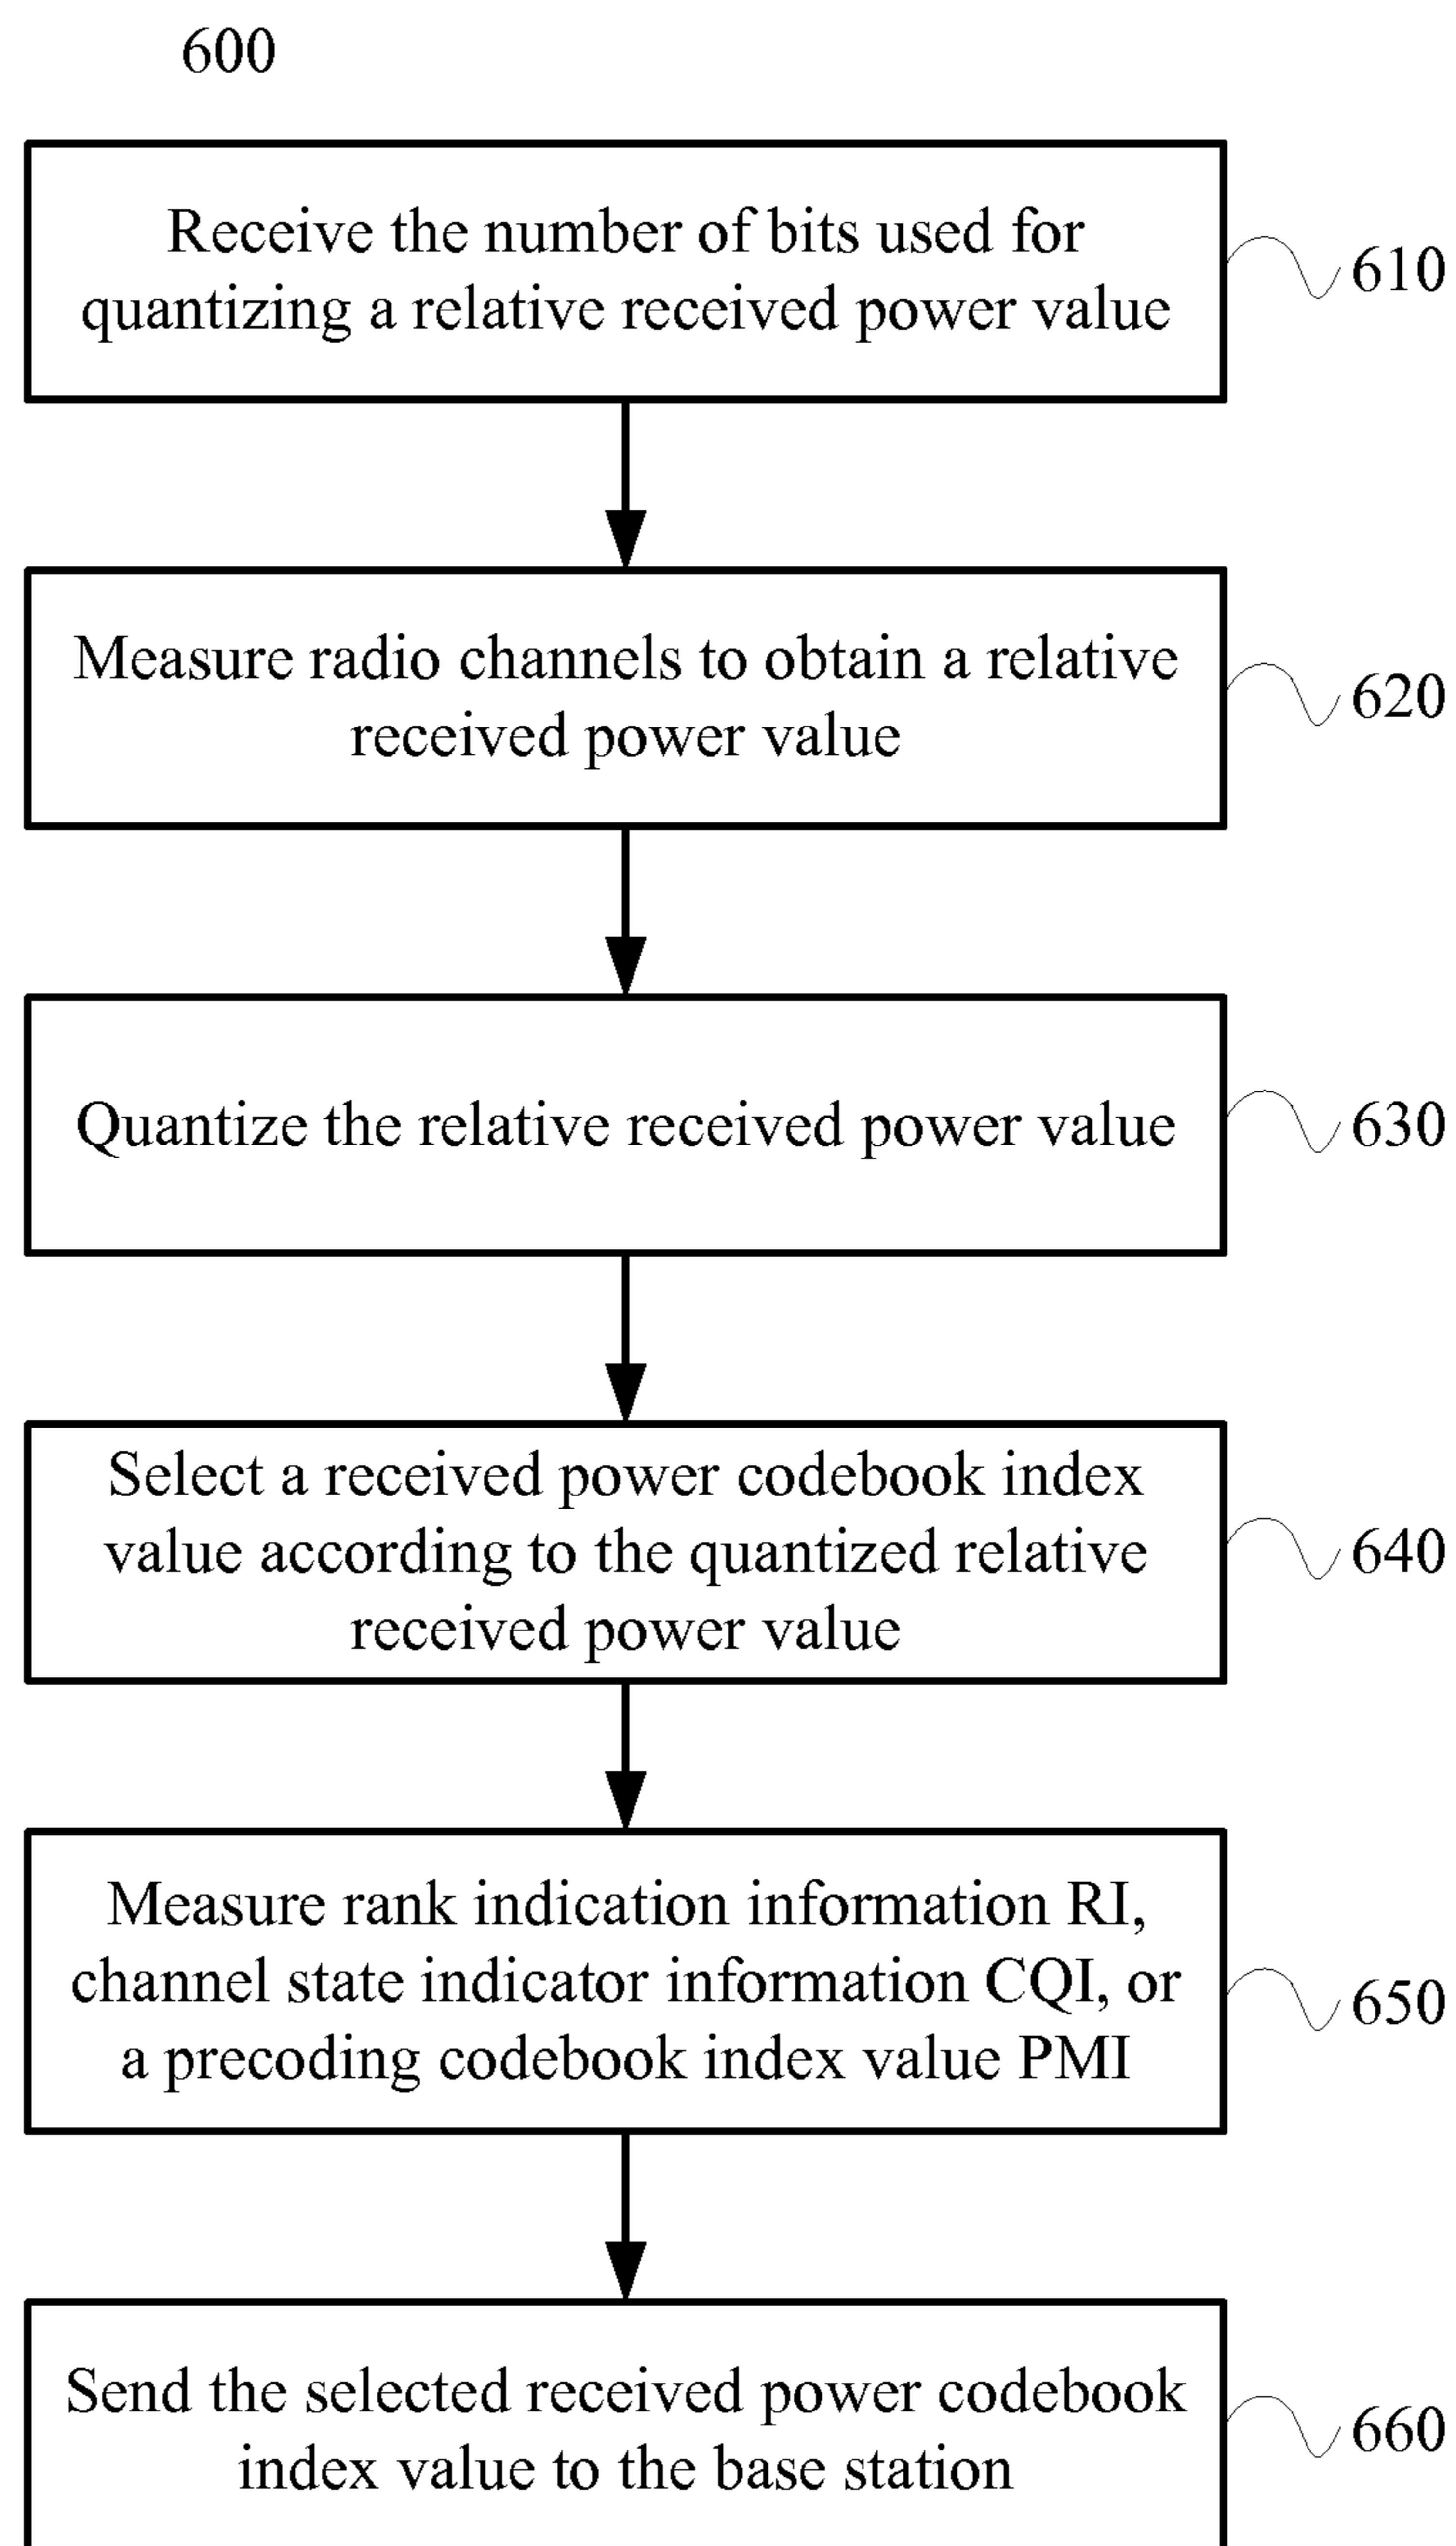 600
Receive the number of bits used for
quantizing a relative received power value
610
Measure radio channels to obtain a relative
received power value
620
Quantize the relative received power value
630
Select a received power codebook index
value according to the quantized relative
received power value
640
Measure rank indication information RI,
channel state indicator information CQI, or
a precoding codebook index value PMI
650
Send the selected received power codebook
index value to the base station
660